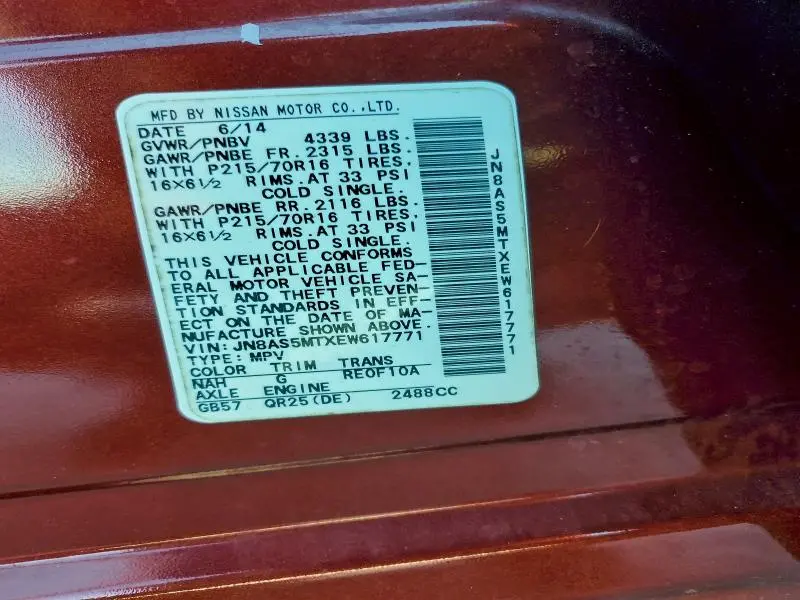 MFD BY NISSAN MOTOR CO.,LTD.
DATE 6/14
GVWR/PNBV 4339 LBS.
GAWR/PNBE FR. 2315 LBS.
WITH P215/70R16 TIRES,
16X6½ RIMS.AT 33 PSI
COLD SINGLE.
GAWR/PNBE RR. 2116 LBS.
WITH P215/70R16 TIRES,
16X6½ RIMS.AT 33 PSI
COLD SINGLE.
THIS VEHICLE CONFORMS
TO ALL APPLICABLE FED-
ERAL MOTOR VEHICLE SA-
FETY AND THEFT PREVEN-
TION STANDARDS IN EFF-
ECT ON THE DATE OF MA-
NUFACTURE SHOWN ABOVE.
VIN: JN8AS5MTXEW617771
TYPE: MPV
COLOR TRIM TRANS
NAH G RE0F10A
AXLE ENGINE
GB57 QR25(DE) 2488CC
JN8AS5MTXEW617771